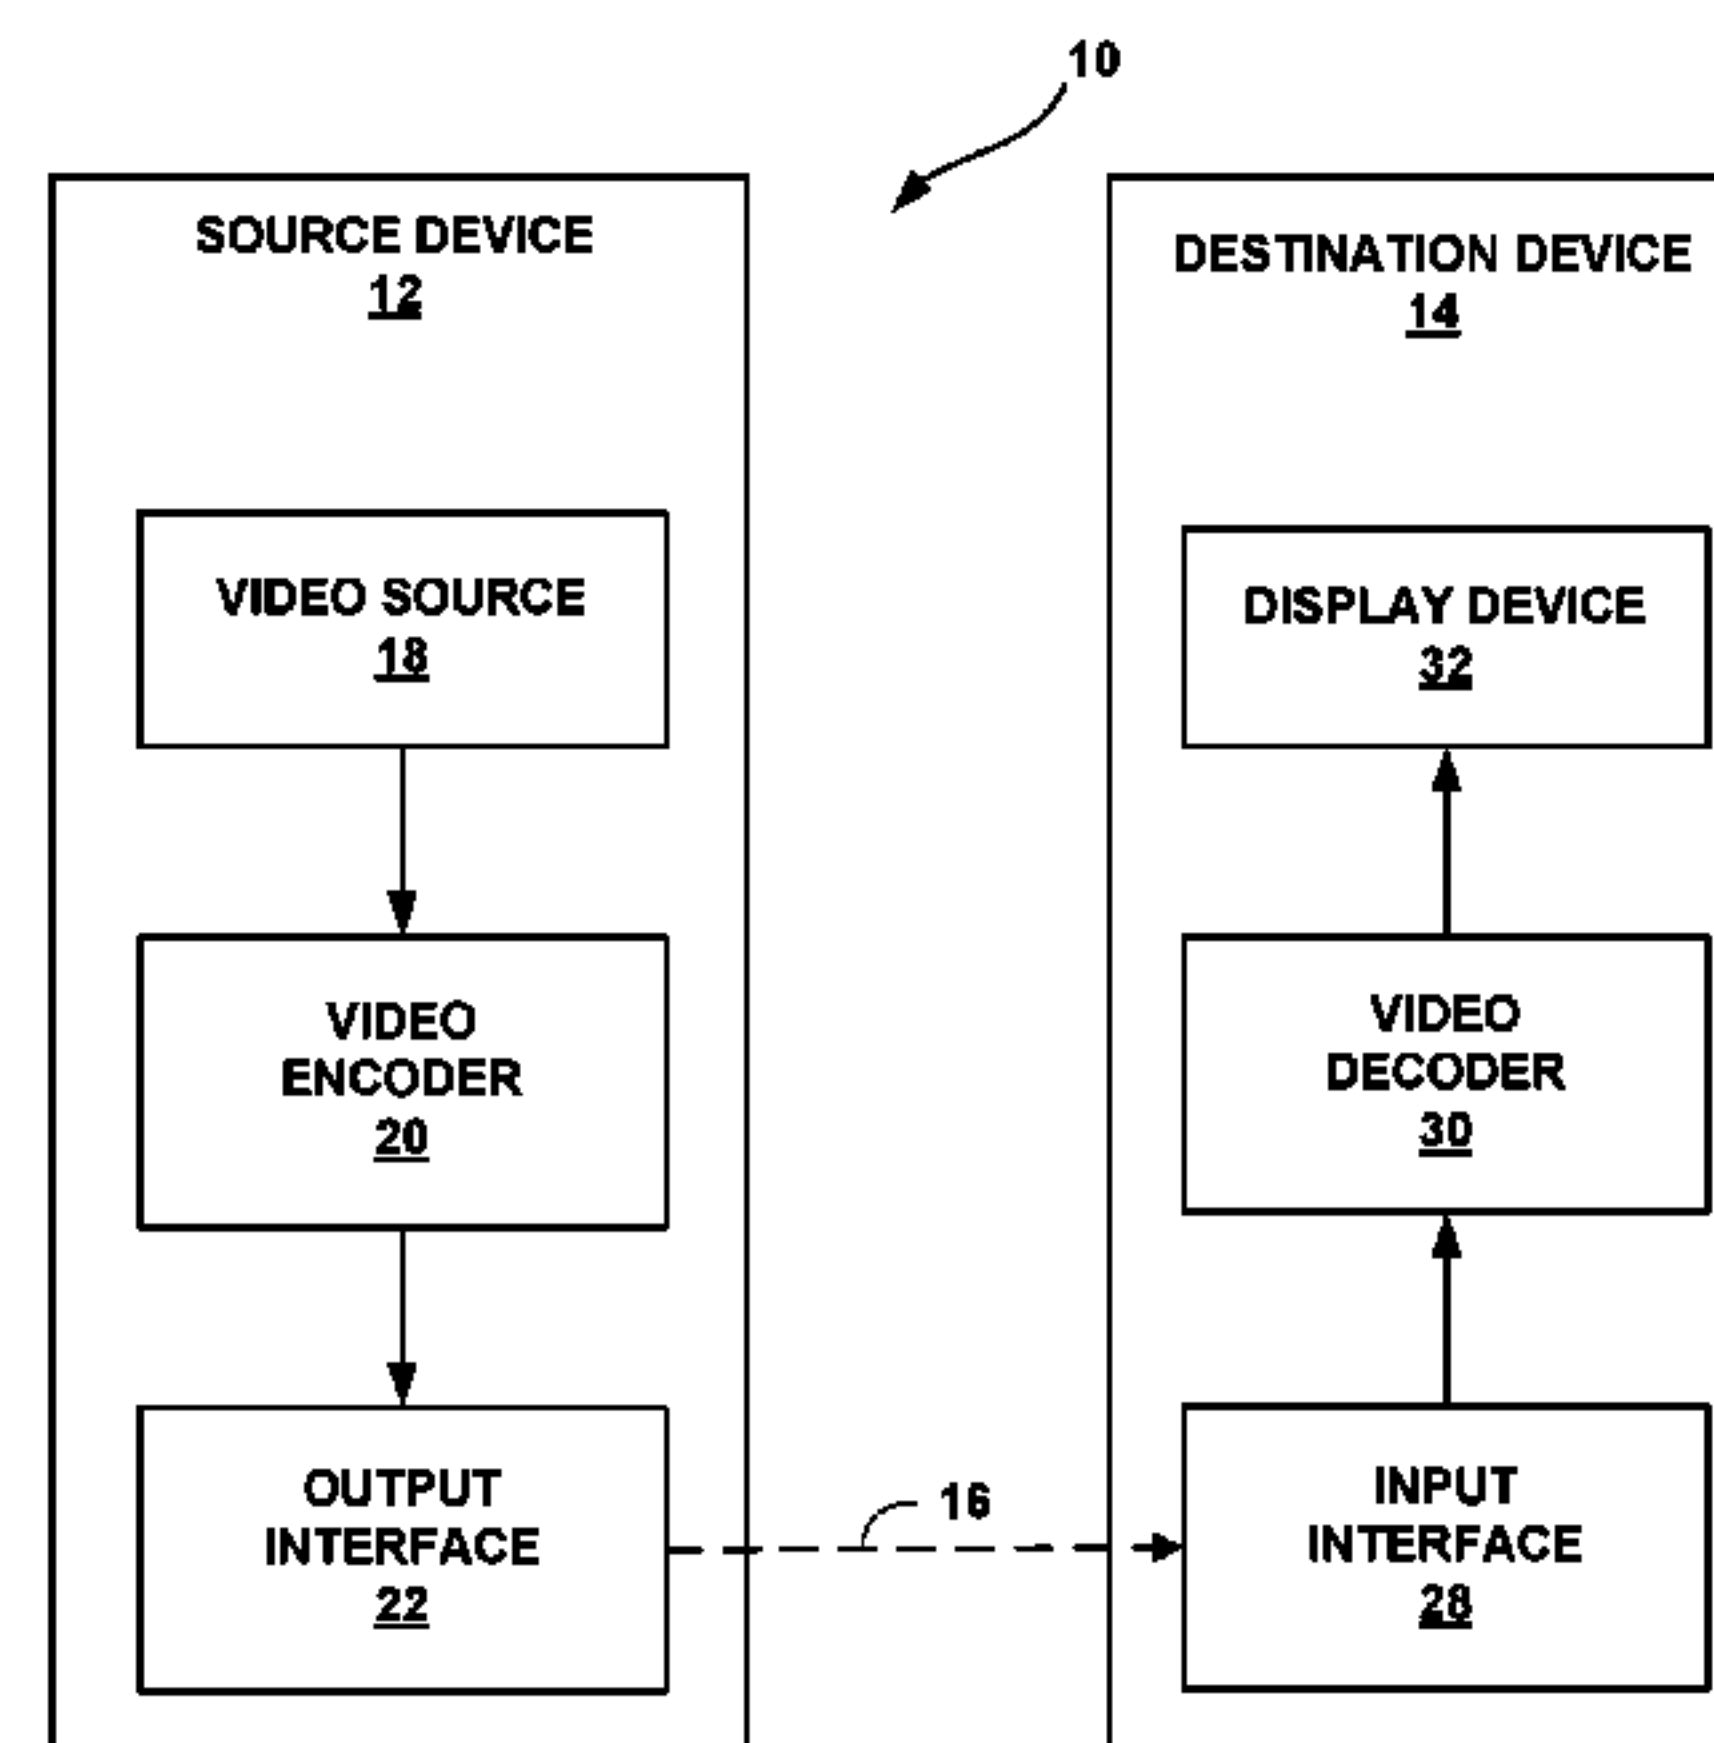 10
SOURCE DEVICE
12
VIDEO SOURCE
18
VIDEO
ENCODER
20
OUTPUT
INTERFACE
22
16
DESTINATION DEVICE
14
DISPLAY DEVICE
32
VIDEO
DECODER
30
INPUT
INTERFACE
28